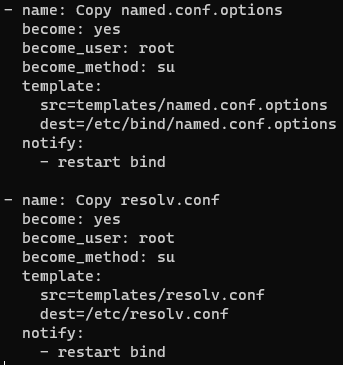 - name: Copy named.conf.options
  become: yes
  become_user: root
  become_method: su
  template:
    src=templates/named.conf.options
    dest=/etc/bind/named.conf.options
  notify:
    - restart bind

- name: Copy resolv.conf
  become: yes
  become_user: root
  become_method: su
  template:
    src=templates/resolv.conf
    dest=/etc/resolv.conf
  notify:
    - restart bind